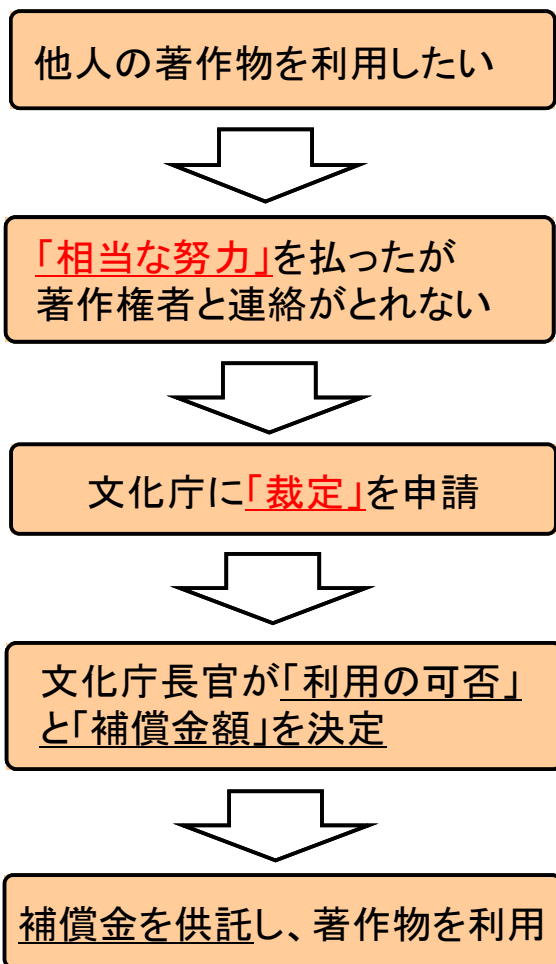 他人の著作物を利用したい
「相当な努力」を払ったが
著作権者と連絡がとれない
文化庁に「裁定」を申請
文化庁長官が「利用の可否」
と「補償金額」を決定
補償金を供託し、著作物を利用